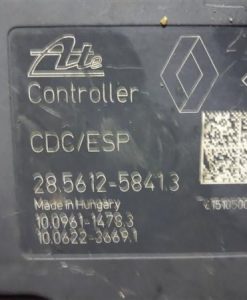 Ate
Controller
CDC/ESP
28.5612-5841.3
Made in Hungary
10.0961-1478.3
10.0622-3669.1